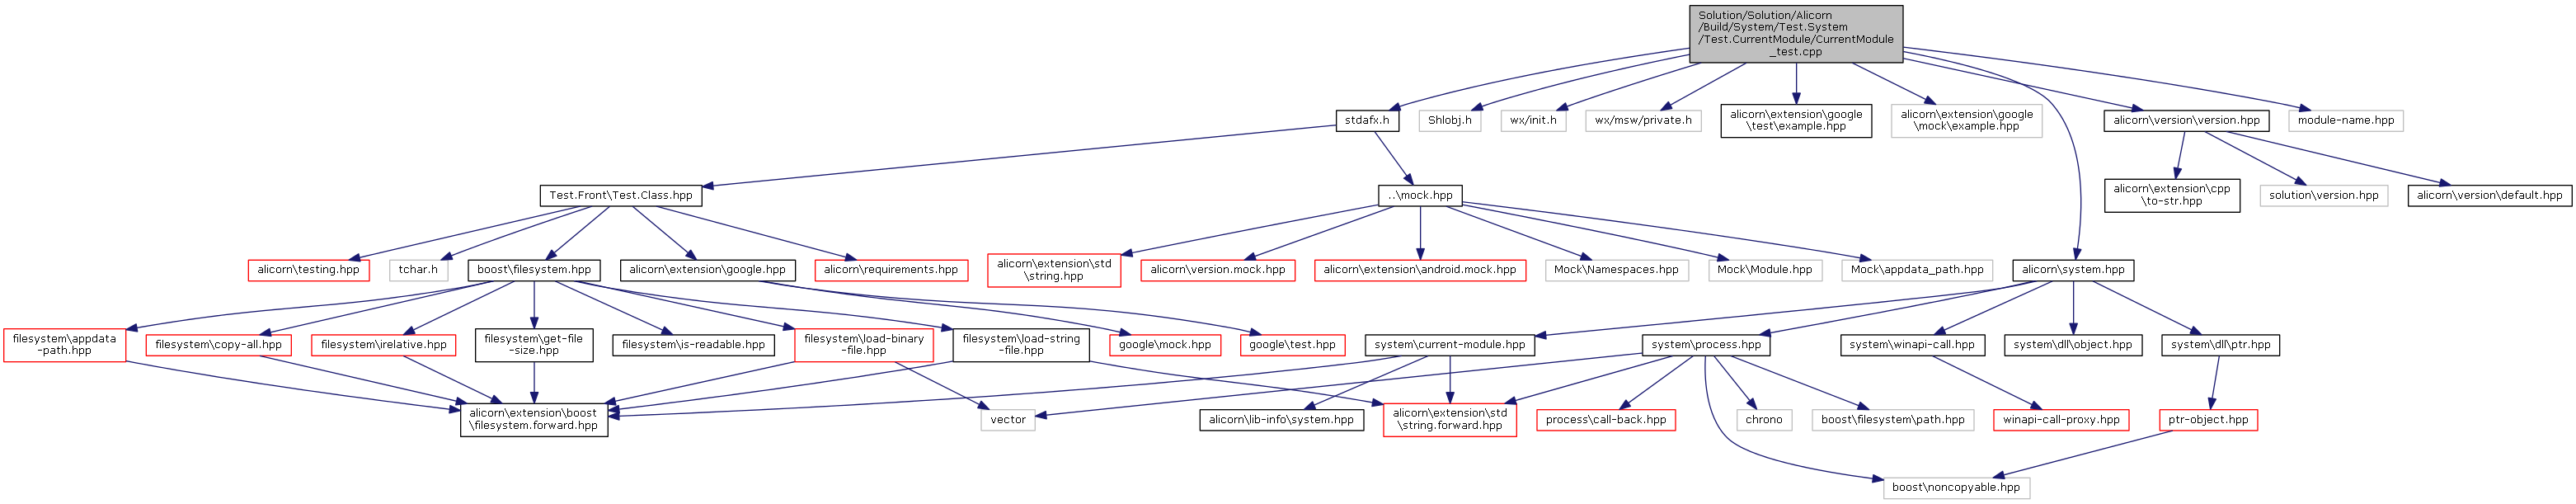 Solution/Solution/Alicorn
/Build/System/Test.System
/Test.CurrentModule/CurrentModule
_test.cpp
stdafx.h
Shlobj.h
wx/init.h
wx/msw/private.h
alicorn\extension\google
\test\example.hpp
alicorn\extension\google
\mock\example.hpp
alicorn\version\version.hpp
module-name.hpp
Test.Front\Test.Class.hpp
..\mock.hpp
alicorn\extension\cpp
\to-str.hpp
solution\version.hpp
alicorn\version\default.hpp
alicorn\testing.hpp
tchar.h
boost\filesystem.hpp
alicorn\extension\google.hpp
alicorn\requirements.hpp
alicorn\extension\std
\string.hpp
alicorn\version.mock.hpp
alicorn\extension\android.mock.hpp
Mock\Namespaces.hpp
Mock\Module.hpp
Mock\appdata_path.hpp
alicorn\system.hpp
filesystem\appdata
-path.hpp
filesystem\copy-all.hpp
filesystem\irelative.hpp
filesystem\get-file
-size.hpp
filesystem\is-readable.hpp
filesystem\load-binary
-file.hpp
filesystem\load-string
-file.hpp
google\mock.hpp
google\test.hpp
system\current-module.hpp
system\process.hpp
system\winapi-call.hpp
system\dll\object.hpp
system\dll\ptr.hpp
alicorn\extension\boost
\filesystem.forward.hpp
vector
alicorn\lib-info\system.hpp
alicorn\extension\std
\string.forward.hpp
process\call-back.hpp
chrono
boost\filesystem\path.hpp
winapi-call-proxy.hpp
ptr-object.hpp
boost\noncopyable.hpp